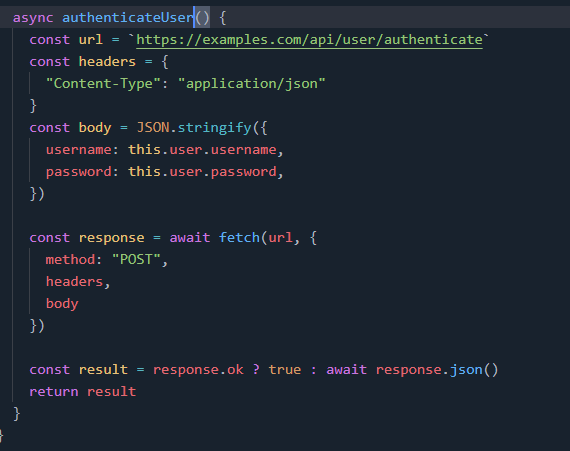 async authenticateUser() {
const url = `https://examples.com/api/user/authenticate`
const headers = {
"Content-Type": "application/json"
}
const body = JSON.stringify({
username: this.user.username,
password: this.user.password,
})
const response = await fetch(url, {
method: "POST",
headers,
body
})
const result = response.ok ? true : await response.json()
return result
}
}